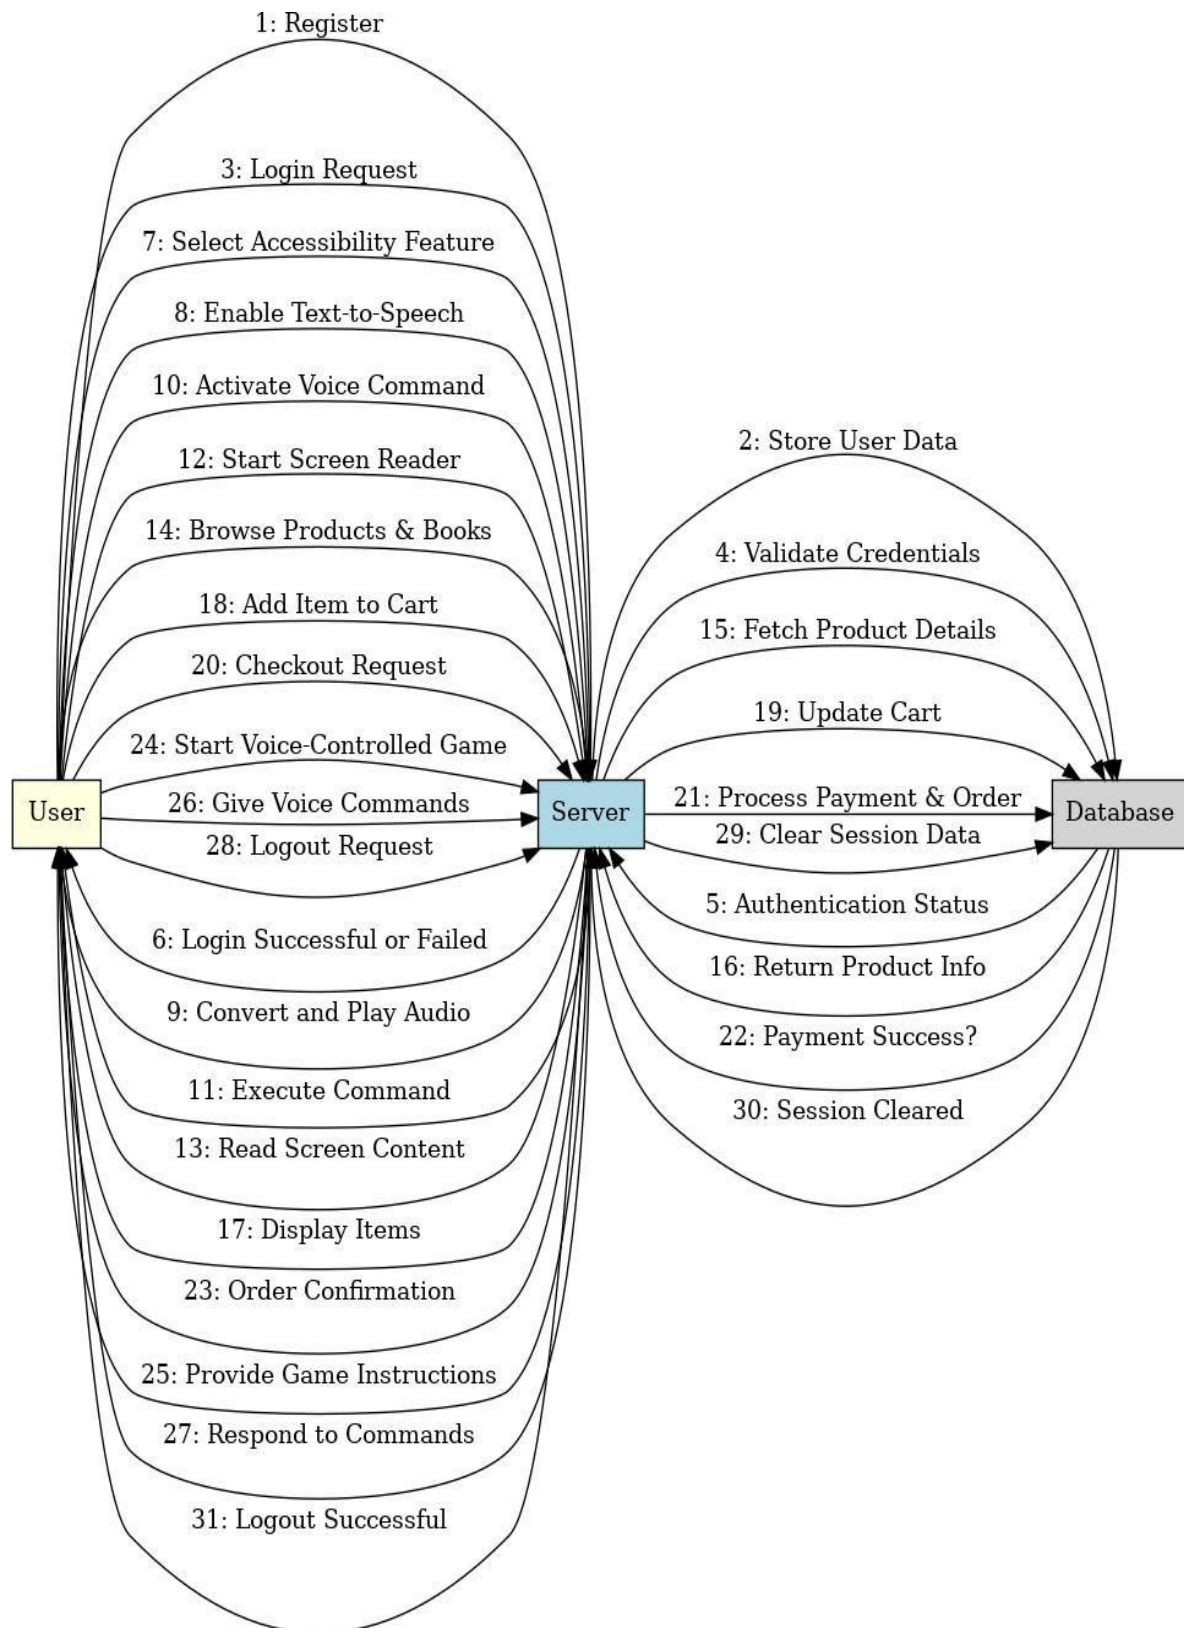 1: Register
3: Login Request
7: Select Accessibility Feature
8: Enable Text-to-Speech
10: Activate Voice Command
12: Start Screen Reader
14: Browse Products & Books
18: Add Item to Cart
20: Checkout Request
24: Start Voice-Controlled Game
26: Give Voice Commands
28: Logout Request
User
Server
Database
2: Store User Data
4: Validate Credentials
15: Fetch Product Details
19: Update Cart
21: Process Payment & Order
29: Clear Session Data
5: Authentication Status
16: Return Product Info
22: Payment Success?
30: Session Cleared
6: Login Successful or Failed
9: Convert and Play Audio
11: Execute Command
13: Read Screen Content
17: Display Items
23: Order Confirmation
25: Provide Game Instructions
27: Respond to Commands
31: Logout Successful